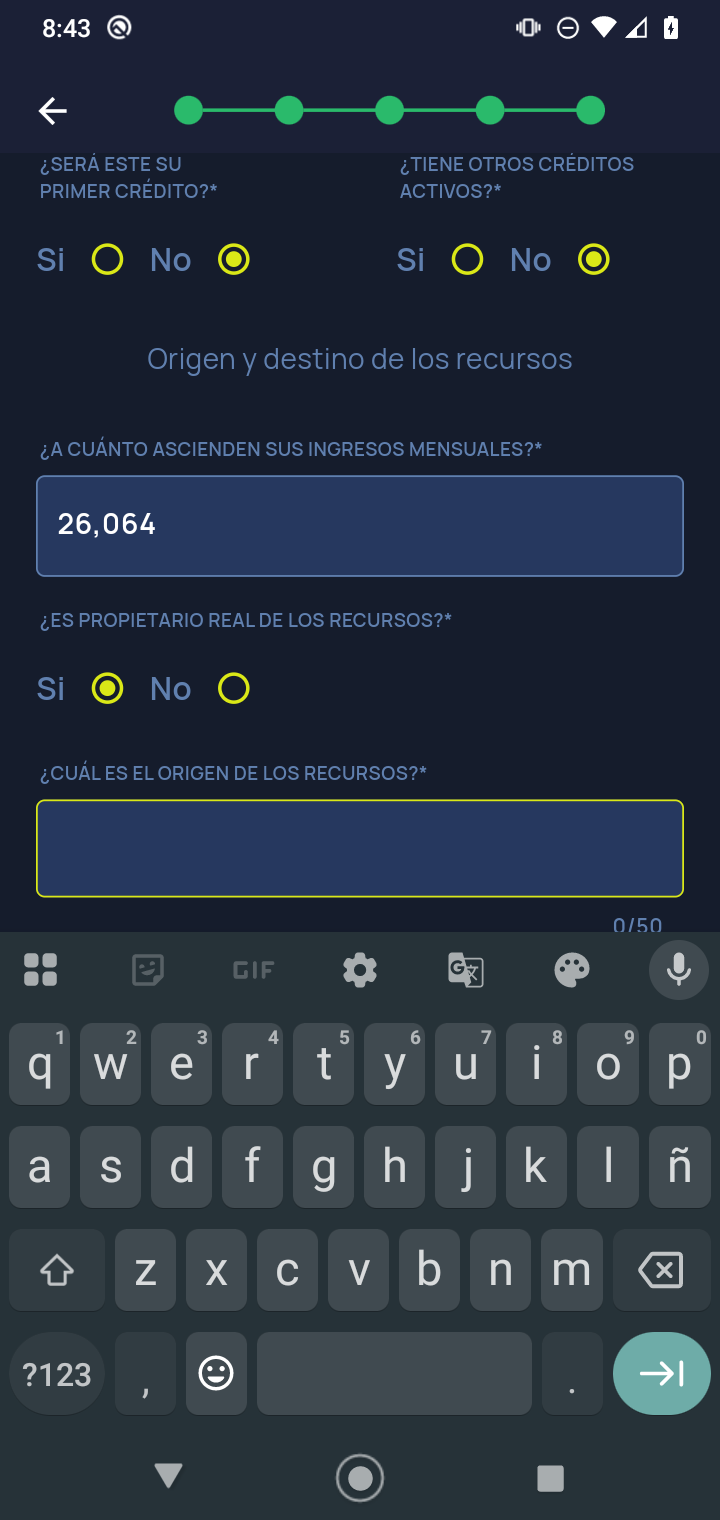 8:43
¿SERÁ ESTE SU
PRIMER CRÉDITO?*
¿TIENE OTROS CRÉDITOS
ACTIVOS?*
Si No Si No
Origen y destino de los recursos
¿A CUÁNTO ASCIENDEN SUS INGRESOS MENSUALES?*
26,064
¿ES PROPIETARIO REAL DE LOS RECURSOS?*
Si No
¿CUÁL ES EL ORIGEN DE LOS RECURSOS?*
0/50
GIF G
1 2 3 4 5 6 7 8 9 0
q w e r t y u i o p
a s d f g h j k l ñ
z x c v b n m
?123 , .